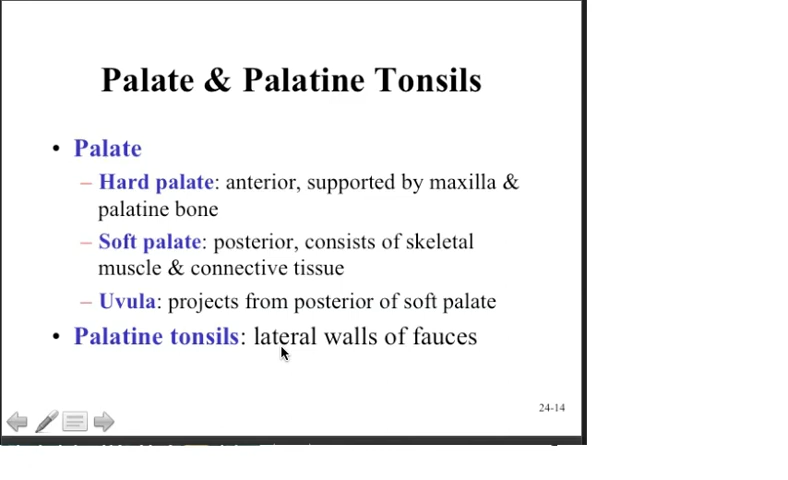 Palate & Palatine Tonsils
• Palate
– Hard palate: anterior, supported by maxilla &
palatine bone
– Soft palate: posterior, consists of skeletal
muscle & connective tissue
– Uvula: projects from posterior of soft palate
• Palatine tonsils: lateral walls of fauces
24-14